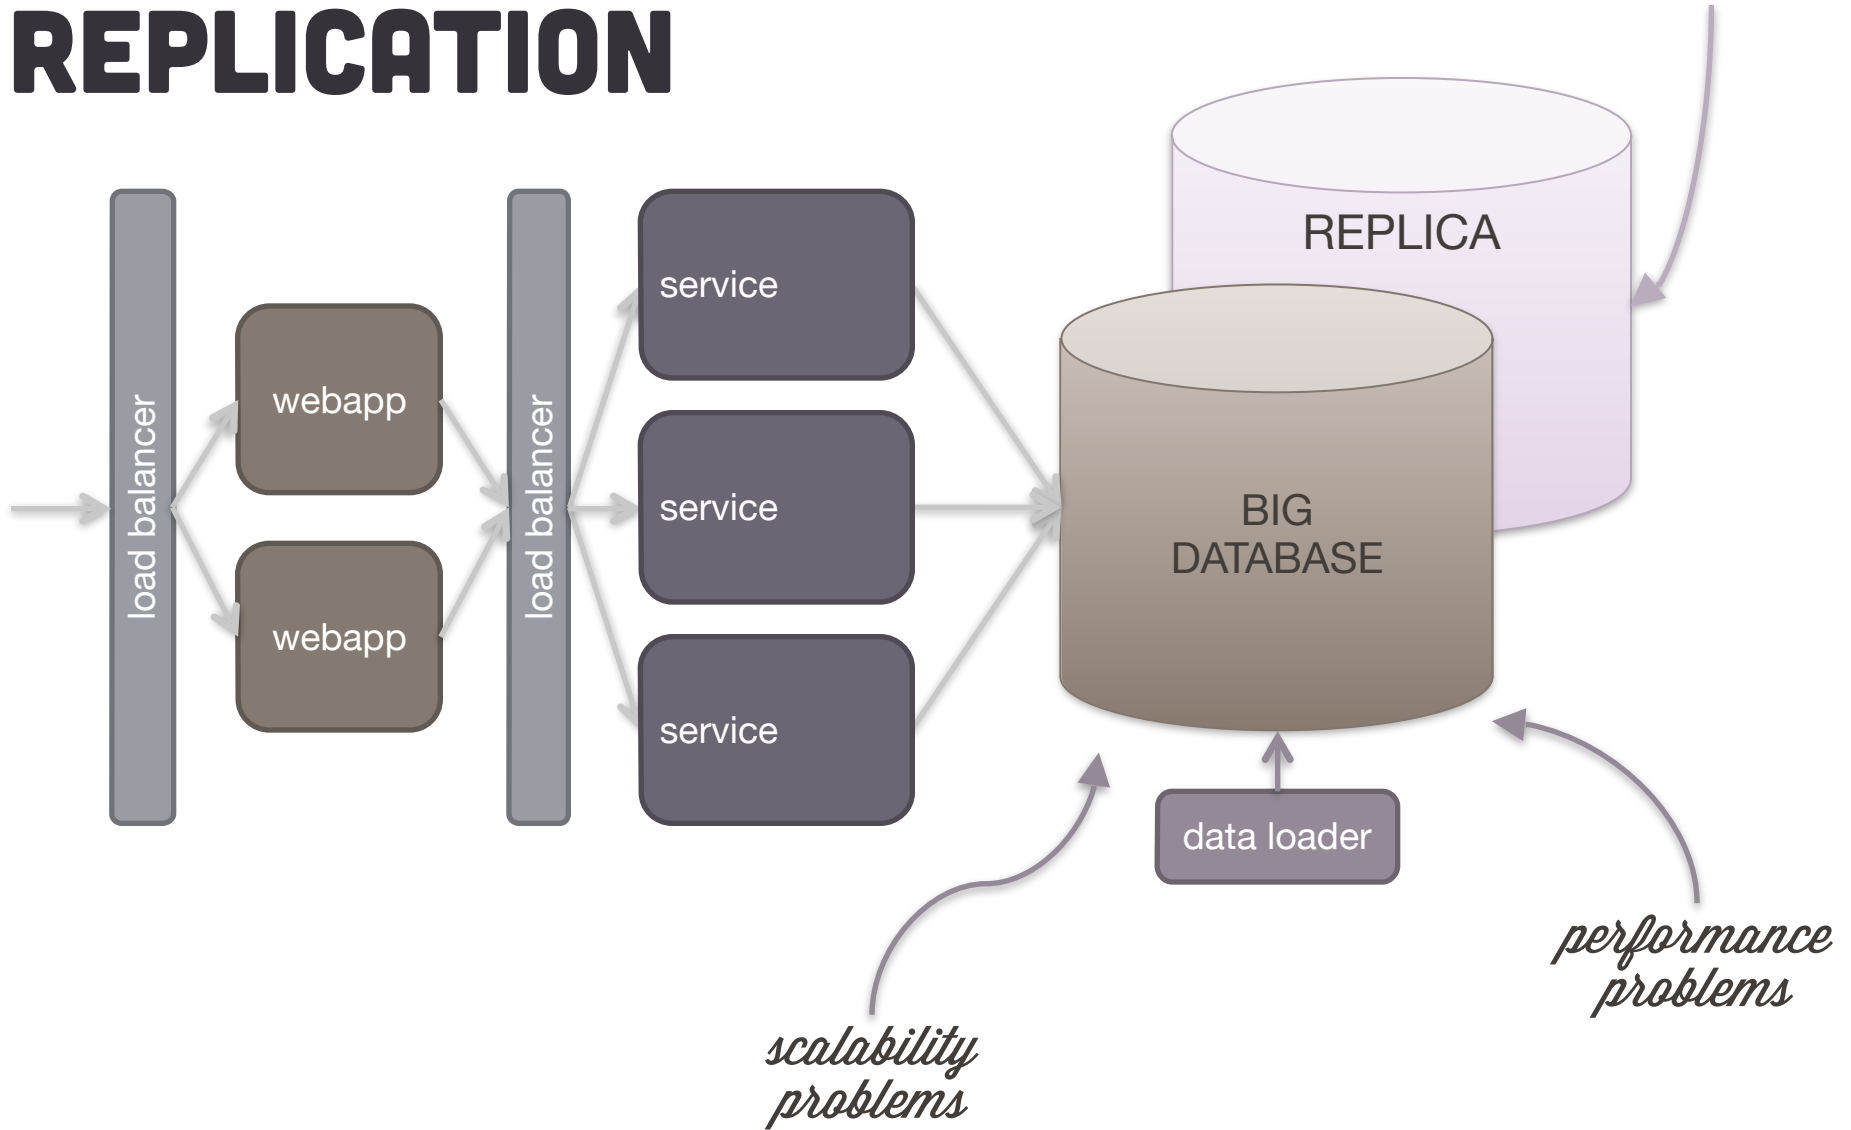 REPLICATION
load balancer
webapp
webapp
load balancer
service
service
service
REPLICA
BIG
DATABASE
data loader
scalability
problems
performance
problems